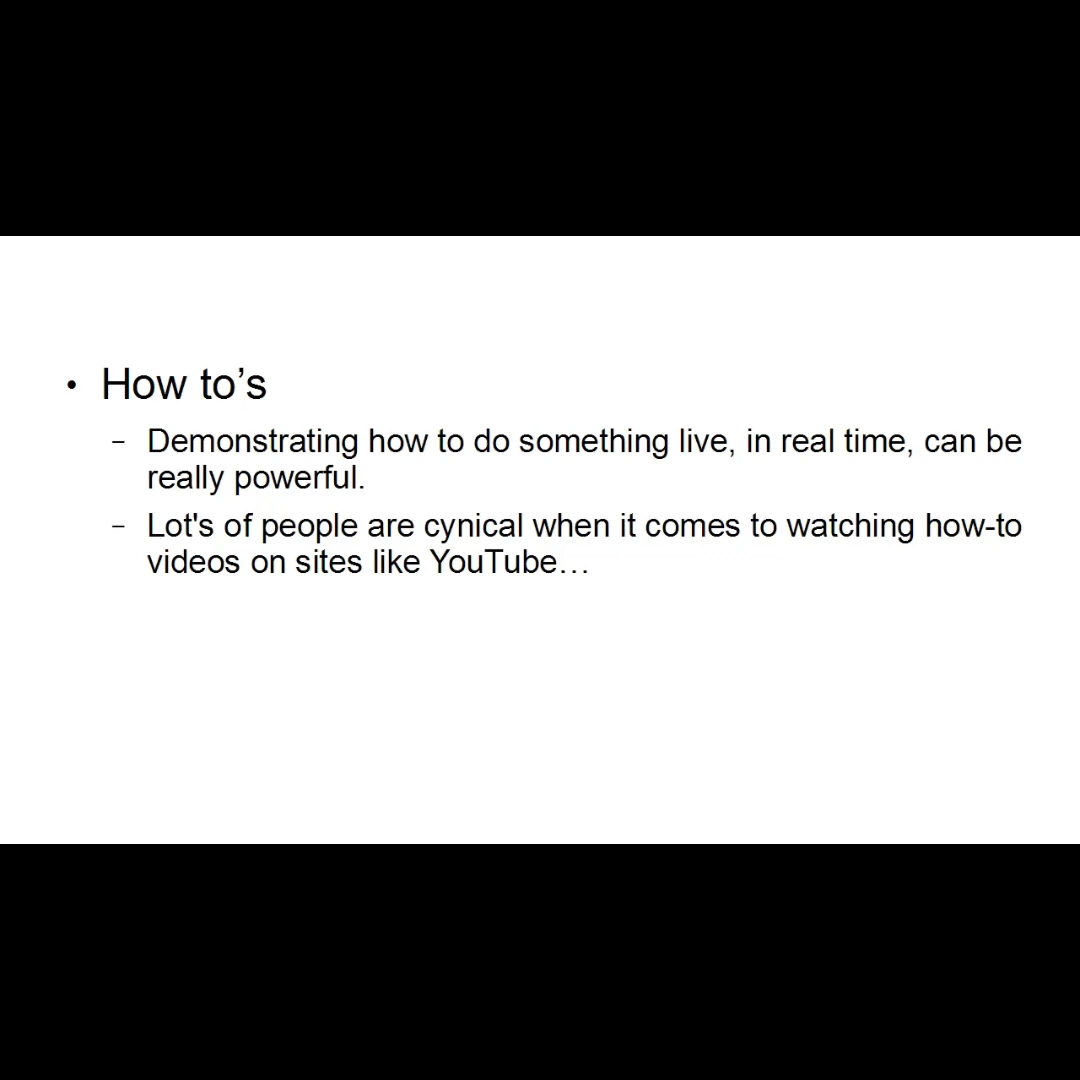 • How to’s
– Demonstrating how to do something live, in real time, can be
really powerful.
– Lot's of people are cynical when it comes to watching how-to
videos on sites like YouTube…